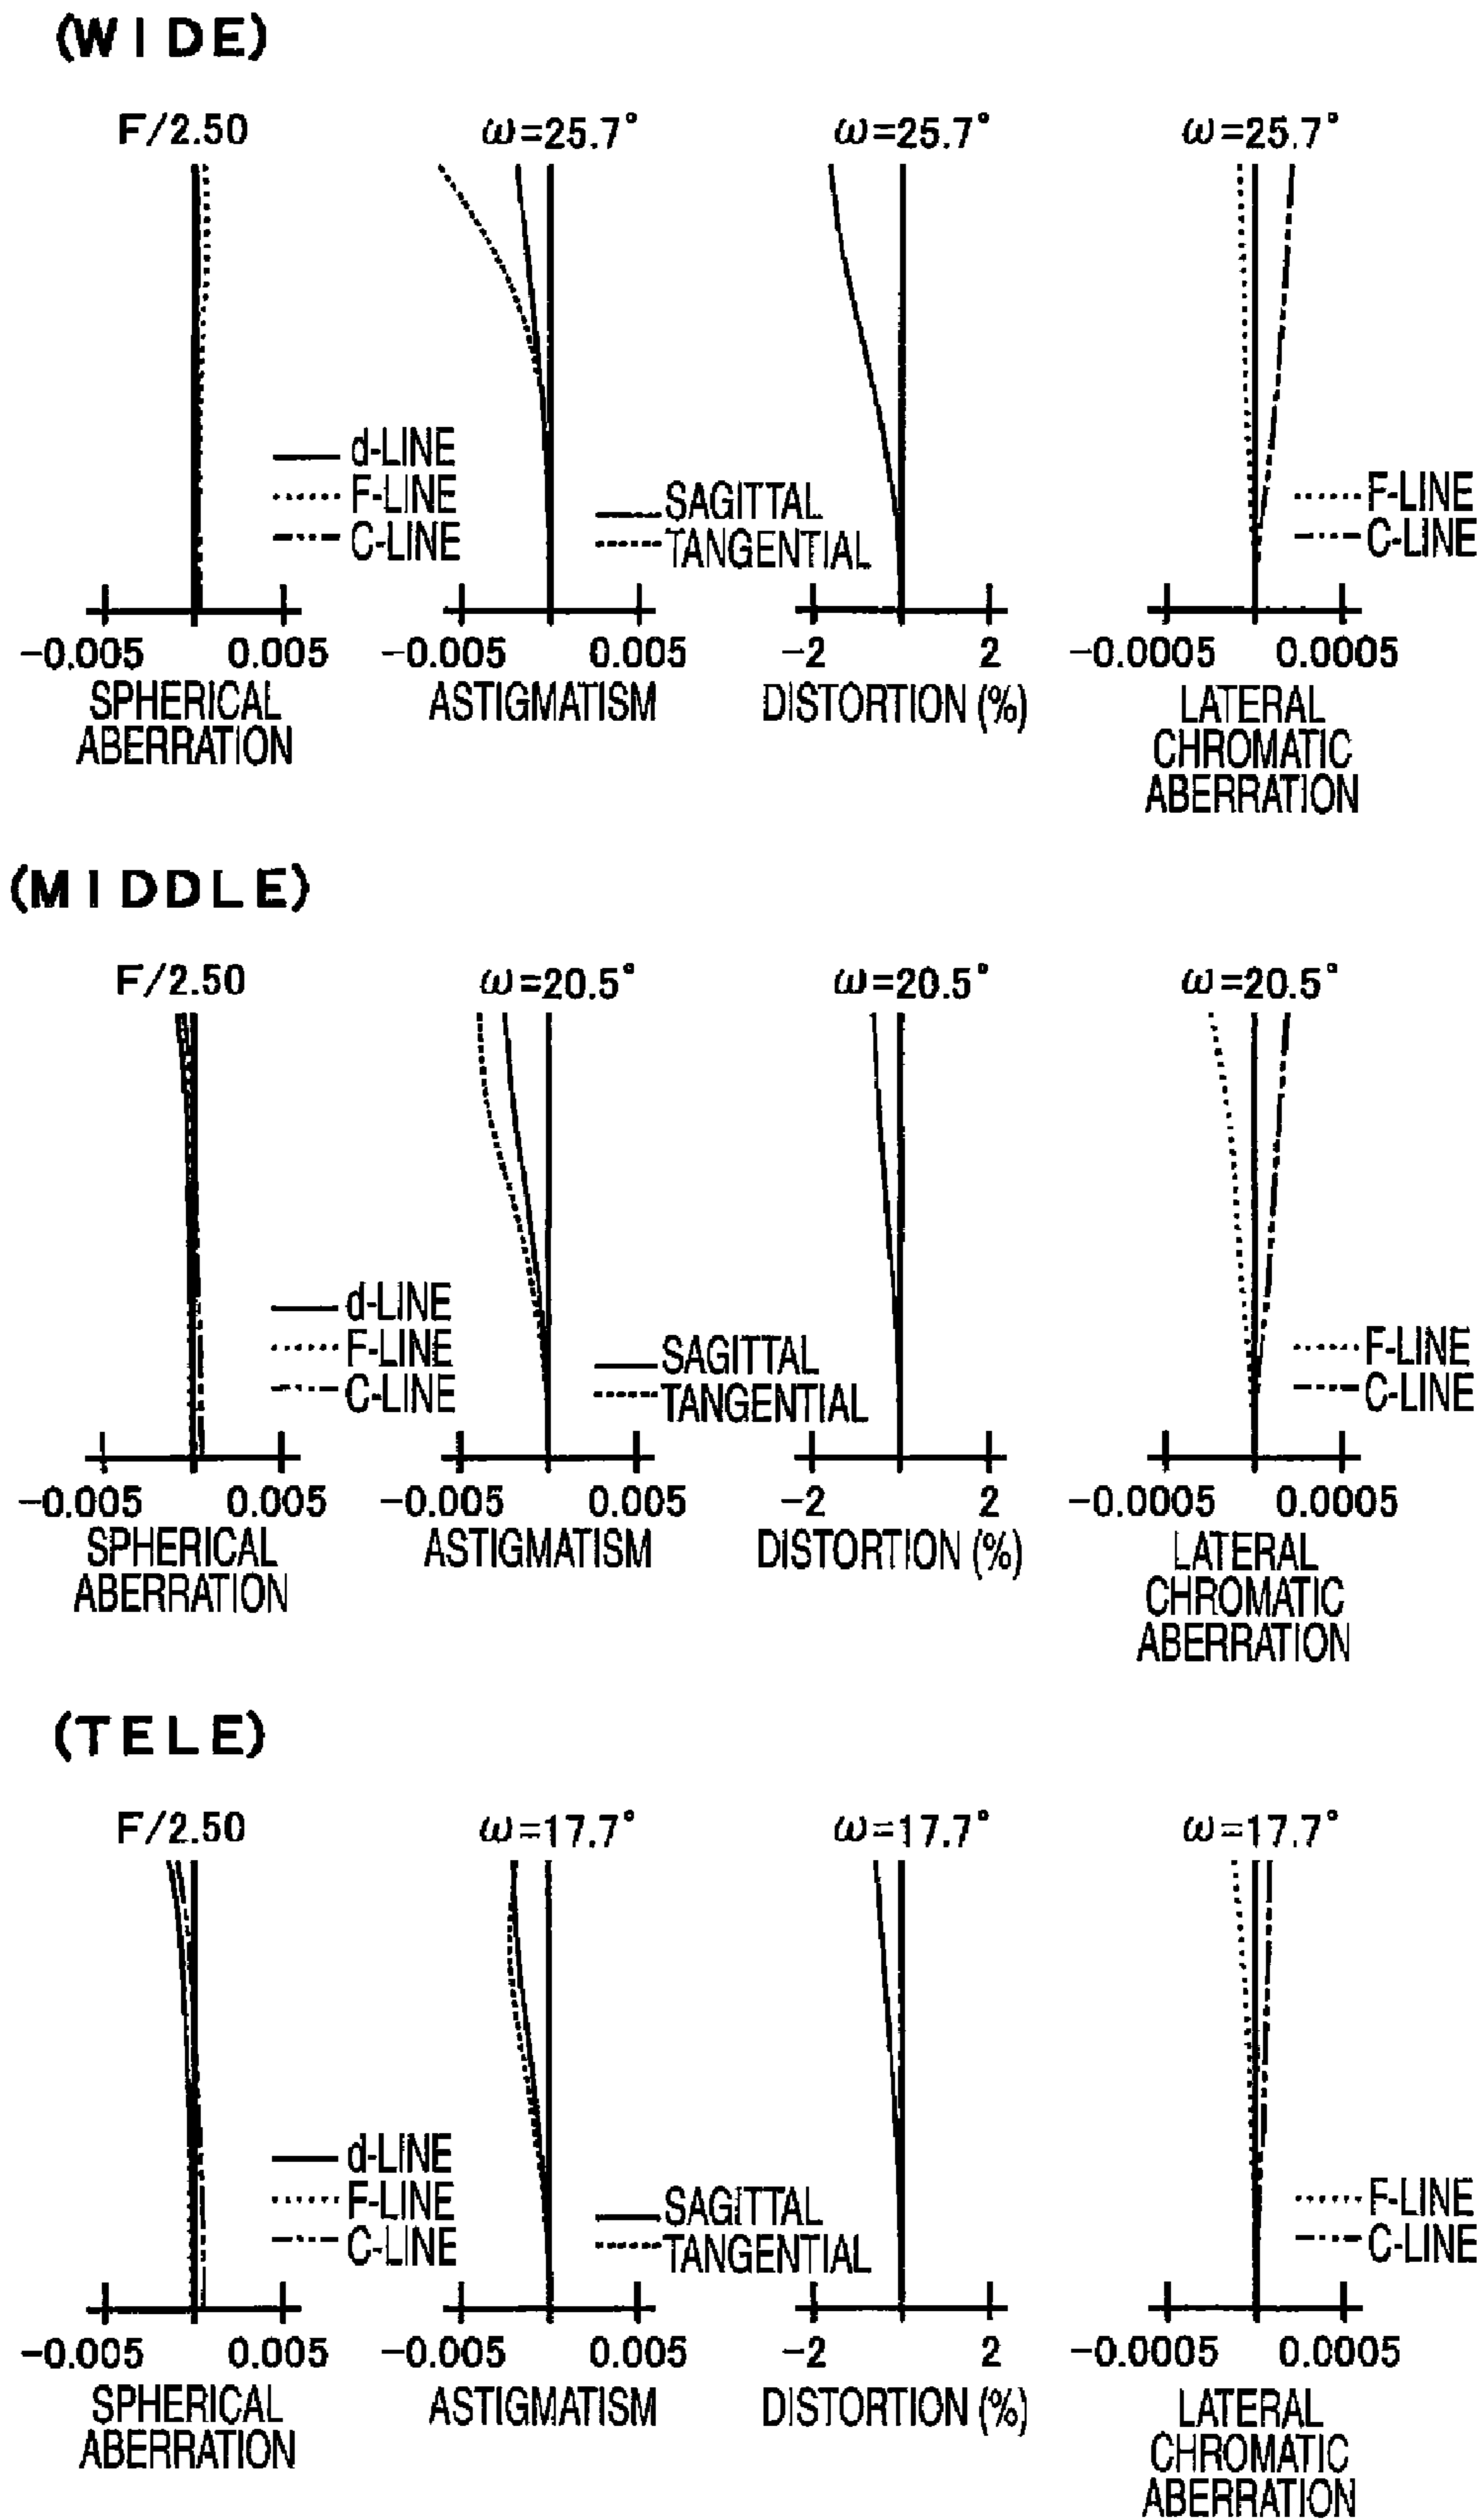 (WIDE)
F/2.50 ω=25.7° ω=25.7° ω=25.7°
d-LINE
F-LINE
C-LINE
SAGITTAL
TANGENTIAL
F-LINE
C-LINE
-0.005 0.005 -0.005 0.005 -2 2 -0.0005 0.0005
SPHERICAL
ABERRATION
ASTIGMATISM
DISTORTION (%)
LATERAL
CHROMATIC
ABERRATION
(MIDDLE)
F/2.50 ω=20.5° ω=20.5° ω=20.5°
d-LINE
F-LINE
C-LINE
SAGITTAL
TANGENTIAL
F-LINE
C-LINE
-0.005 0.005 -0.005 0.005 -2 2 -0.0005 0.0005
SPHERICAL
ABERRATION
ASTIGMATISM
DISTORTION (%)
LATERAL
CHROMATIC
ABERRATION
(TELE)
F/2.50 ω=17.7° ω=17.7° ω=17.7°
d-LINE
F-LINE
C-LINE
SAGITTAL
TANGENTIAL
F-LINE
C-LINE
-0.005 0.005 -0.005 0.005 -2 2 -0.0005 0.0005
SPHERICAL
ABERRATION
ASTIGMATISM
DISTORTION (%)
LATERAL
CHROMATIC
ABERRATION